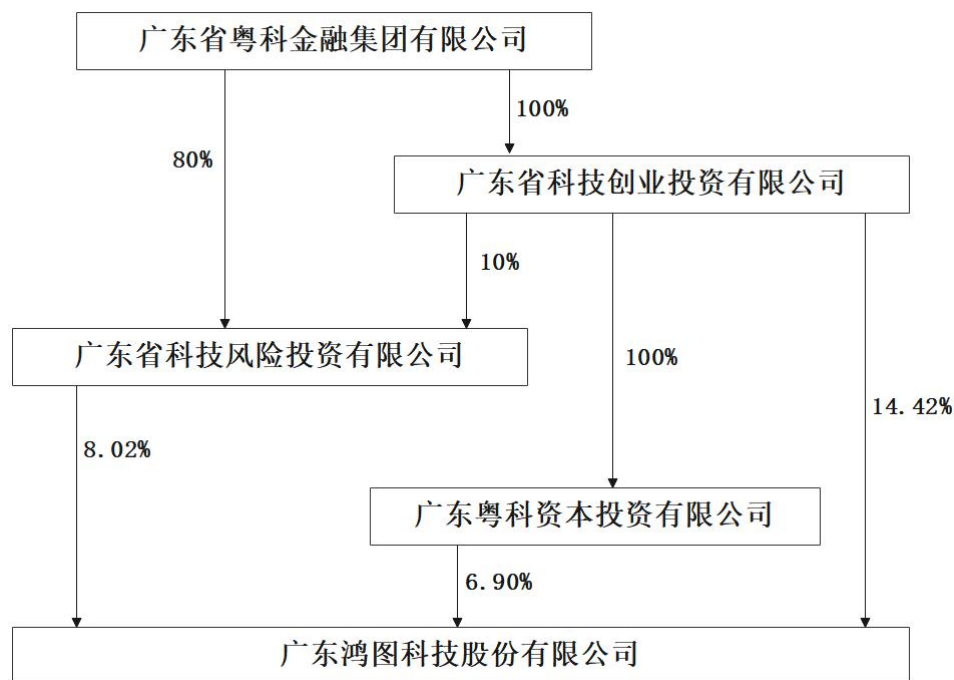 广东省粤科金融集团有限公司
100%
80%
广东省科技创业投资有限公司
10%
广东省科技风险投资有限公司
100%
14.42%
8.02%
广东粤科资本投资有限公司
6.90%
广东鸿图科技股份有限公司